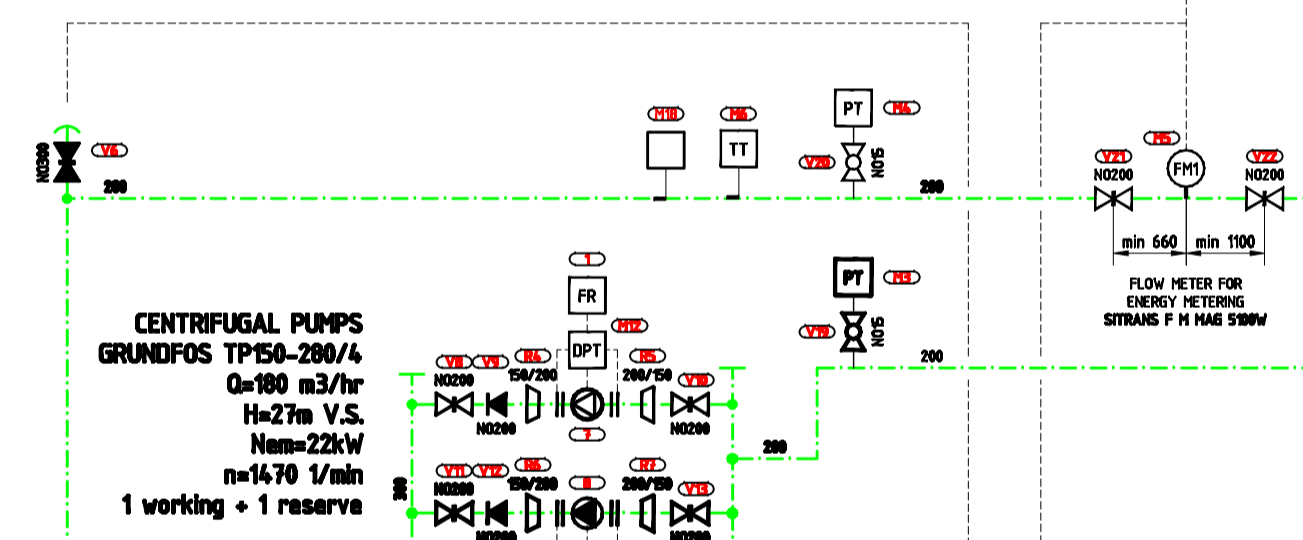 M18
M6
PT
M4
TT
V20
NO15
V6
NO300
200
200
V21
NO200
M5
FM1
V22
NO200
min 660
min 1100
FLOW METER FOR
ENERGY METERING
SITRANS F M MAG 5100W
1
FR
M12
DPT
PT
M3
V19
NO15
200
CENTRIFUGAL PUMPS
GRUNDFOS TP150-280/4
Q=180 m3/hr
H=27m V.S.
Nem=22kW
n=1470 1/min
1 working + 1 reserve
V8
V9
R4
R5
NO200
150/200
200/150
V10
NO200
NO200
7
200
300
V11
V12
R6
R7
NO200
150/200
8
200/150
V13
NO200
NO200